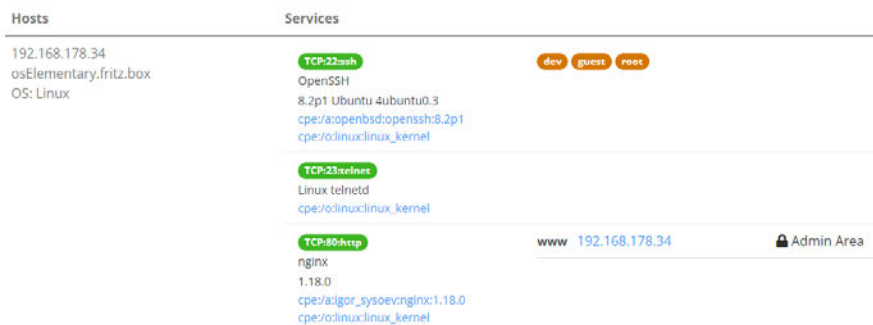 Hosts Services
192.168.178.34
osElementary.fritz.box
OS: Linux
TCP:22:ssh dev guest root
OpenSSH
8.2p1 Ubuntu 4ubuntu0.3
cpe:/a:openbsd:openssh:8.2p1
cpe:/o:linux:linux_kernel
TCP:23:telnet
Linux telnetd
cpe:/o:linux:linux_kernel
TCP:80:http www 192.168.178.34 Admin Area
nginx
1.18.0
cpe:/a:igor_sysoev:nginx:1.18.0
cpe:/o:linux:linux_kernel